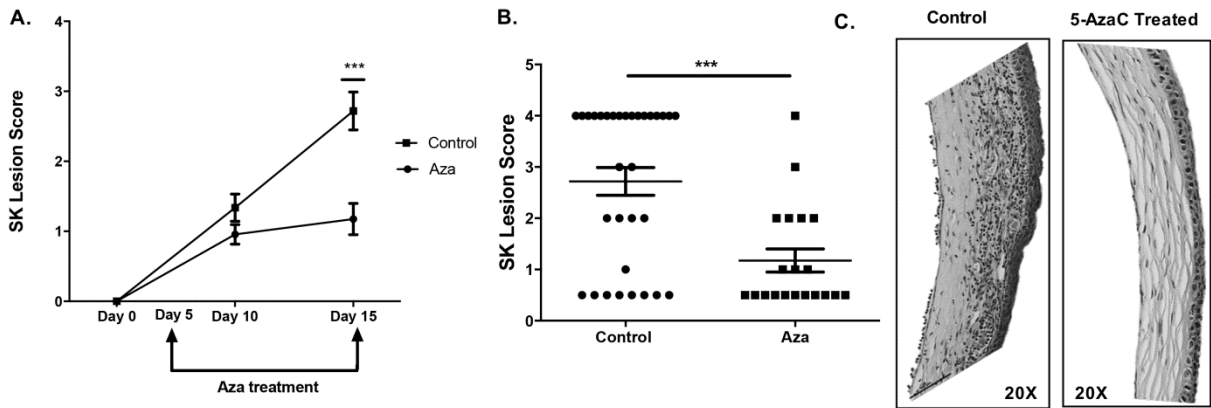 A.
SK Lesion Score
4
3
2
1
0
***
Control
Aza
Day 0
Day 5
Day 10
Day 15
Aza treatment
B.
SK Lesion Score
5
4
3
2
1
0
***
Control
Aza
C.
Control
5-AzaC Treated
20X
20X